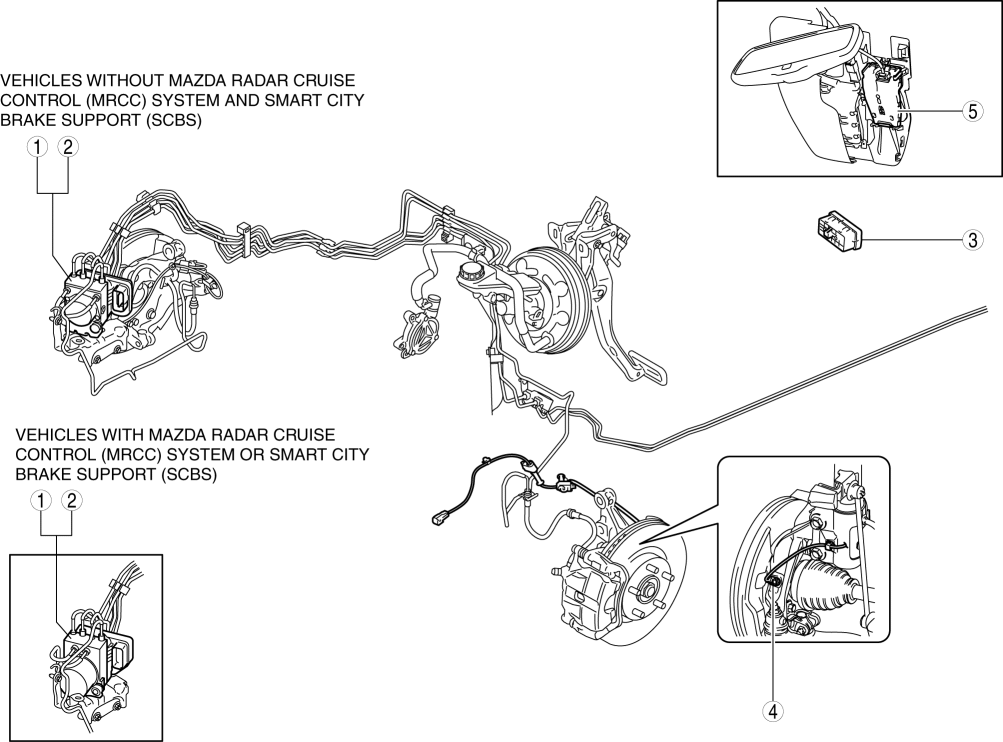 VEHICLES WITHOUT MAZDA RADAR CRUISE
CONTROL (MRCC) SYSTEM AND SMART CITY
BRAKE SUPPORT (SCBS)
1 2
5
3
VEHICLES WITH MAZDA RADAR CRUISE
CONTROL (MRCC) SYSTEM OR SMART CITY
BRAKE SUPPORT (SCBS)
1 2
4